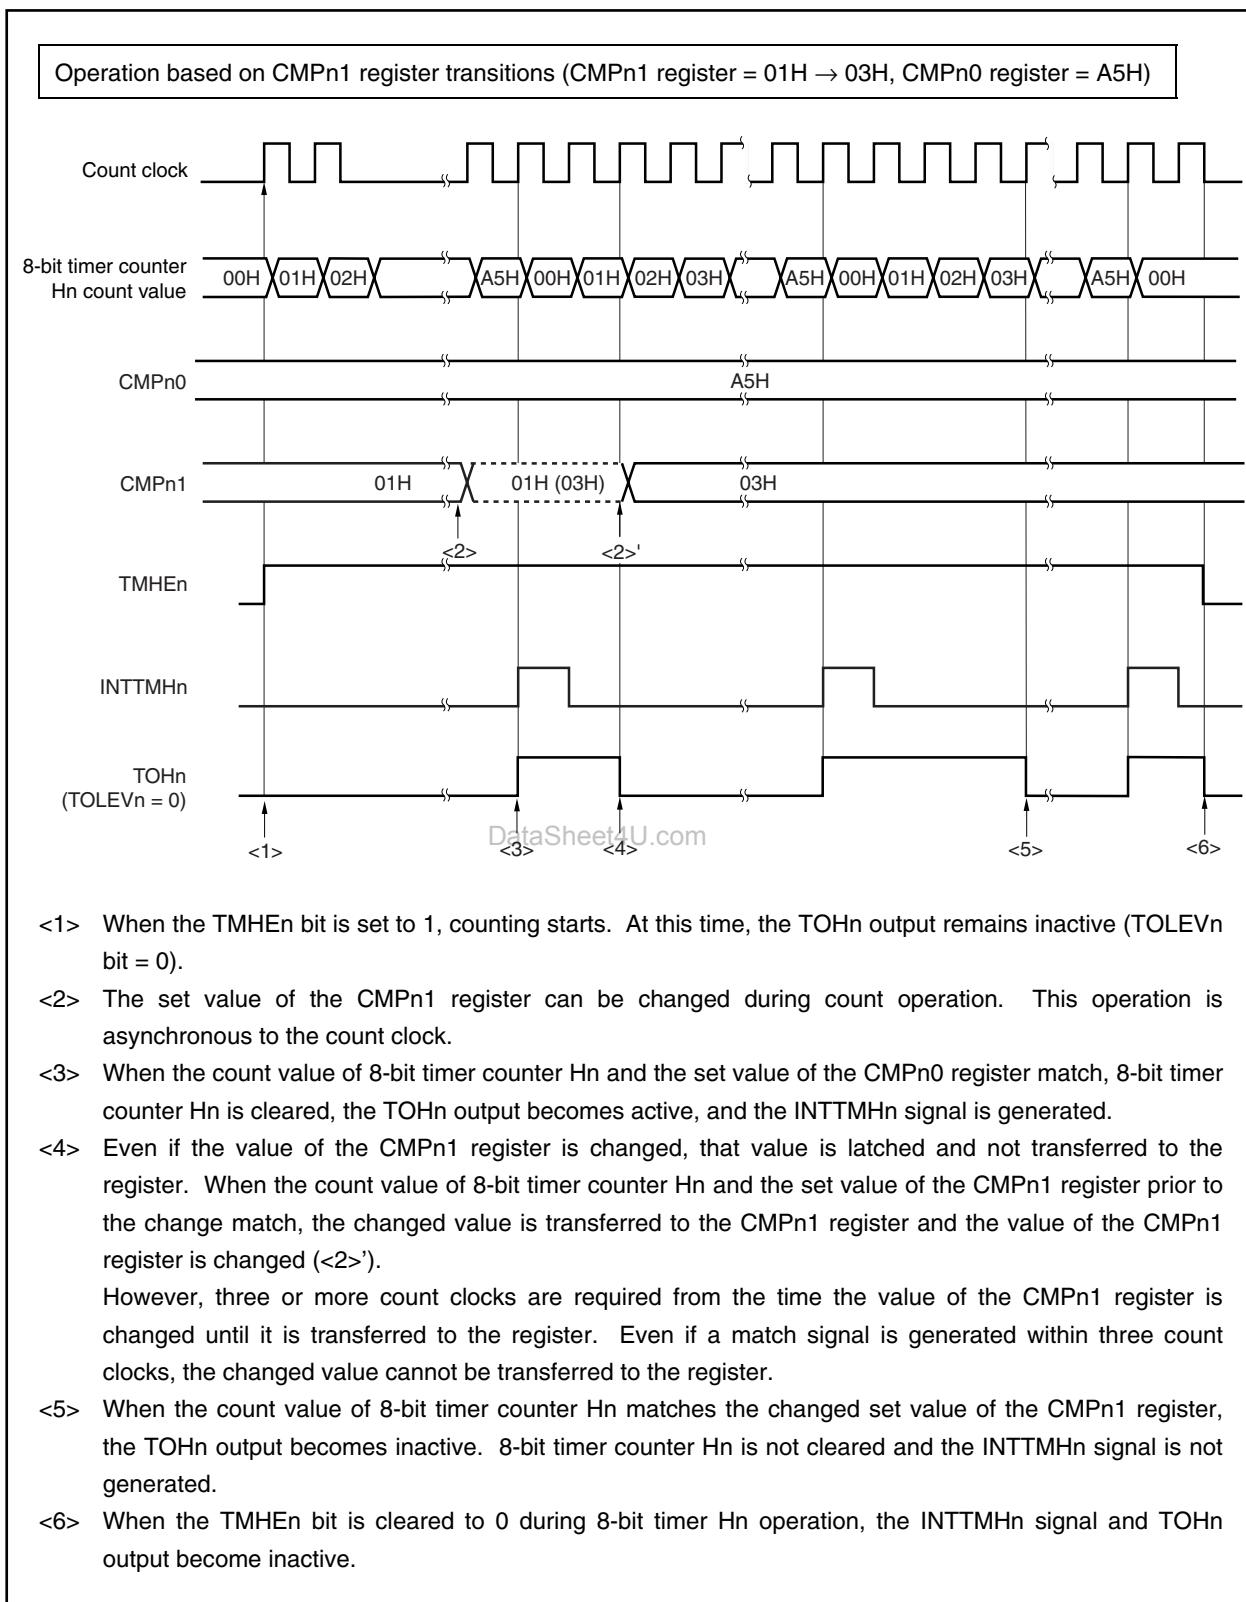 Operation based on CMPn1 register transitions (CMPn1 register = 01H → 03H, CMPn0 register = A5H)
Count clock
8-bit timer counter
Hn count value
00H 01H 02H A5H 00H 01H 02H 03H A5H 00H 01H 02H 03H A5H 00H
CMPn0
A5H
CMPn1
01H 01H (03H) 03H
<2> <2>'
TMHEn
INTTMHn
TOHn
(TOLEVn = 0)
DataSheet4U.com
<1> <3> <4> <5> <6>
<1> When the TMHEn bit is set to 1, counting starts. At this time, the TOHn output remains inactive (TOLEVn
bit = 0).
<2> The set value of the CMPn1 register can be changed during count operation. This operation is
asynchronous to the count clock.
<3> When the count value of 8-bit timer counter Hn and the set value of the CMPn0 register match, 8-bit timer
counter Hn is cleared, the TOHn output becomes active, and the INTTMHn signal is generated.
<4> Even if the value of the CMPn1 register is changed, that value is latched and not transferred to the
register. When the count value of 8-bit timer counter Hn and the set value of the CMPn1 register prior to
the change match, the changed value is transferred to the CMPn1 register and the value of the CMPn1
register is changed (<2>’).
However, three or more count clocks are required from the time the value of the CMPn1 register is
changed until it is transferred to the register. Even if a match signal is generated within three count
clocks, the changed value cannot be transferred to the register.
<5> When the count value of 8-bit timer counter Hn matches the changed set value of the CMPn1 register,
the TOHn output becomes inactive. 8-bit timer counter Hn is not cleared and the INTTMHn signal is not
generated.
<6> When the TMHEn bit is cleared to 0 during 8-bit timer Hn operation, the INTTMHn signal and TOHn
output become inactive.